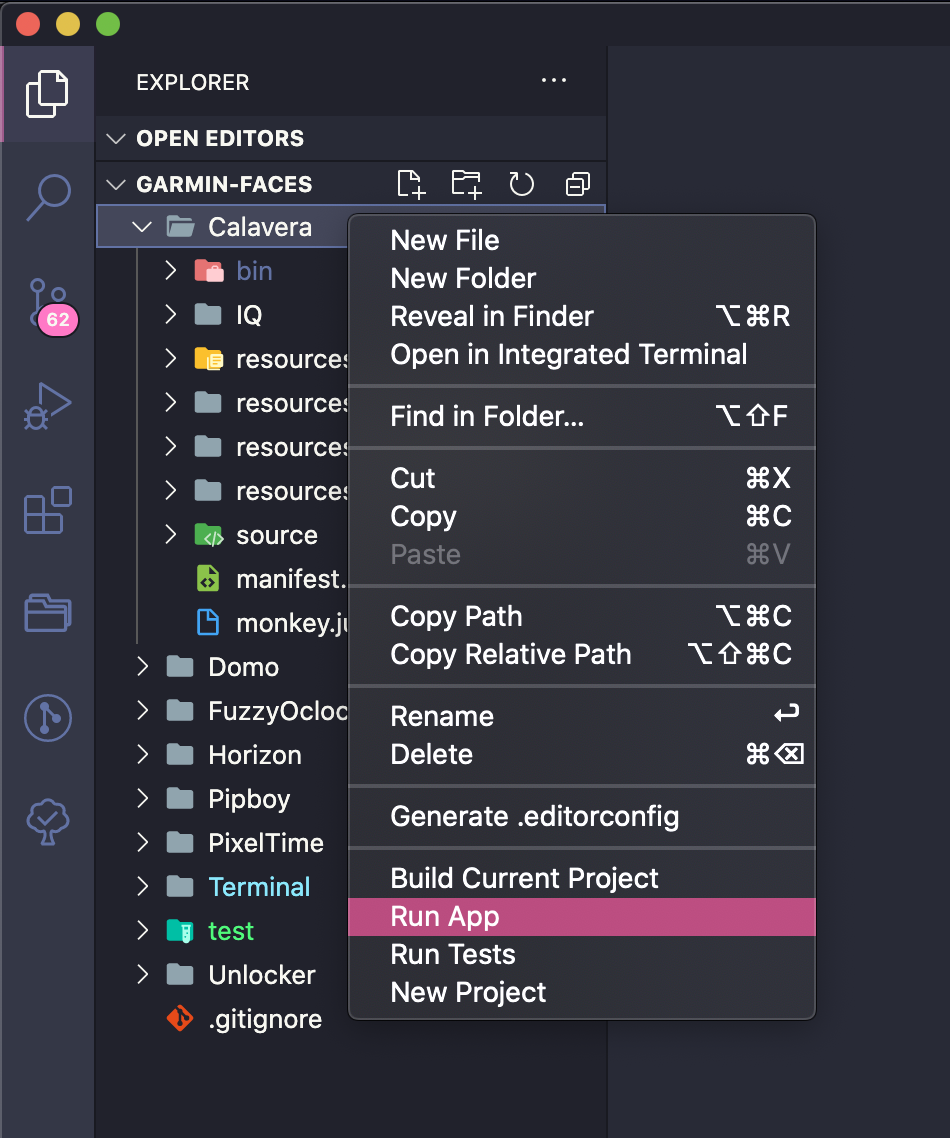 EXPLORER
OPEN EDITORS
GARMIN-FACES
Calavera
bin
IQ
resources
resources
resources
resources
source
manifest.
monkey.ju
Domo
FuzzyOcloc
Horizon
Pipboy
PixelTime
Terminal
test
Unlocker
.gitignore
62
New File
New Folder
Reveal in Finder ⌥⌘R
Open in Integrated Terminal
Find in Folder... ⌥⇧F
Cut ⌘X
Copy ⌘C
Paste ⌘V
Copy Path ⌥⌘C
Copy Relative Path ⌥⇧⌘C
Rename ↩
Delete ⌘⌫
Generate .editorconfig
Build Current Project
Run App
Run Tests
New Project